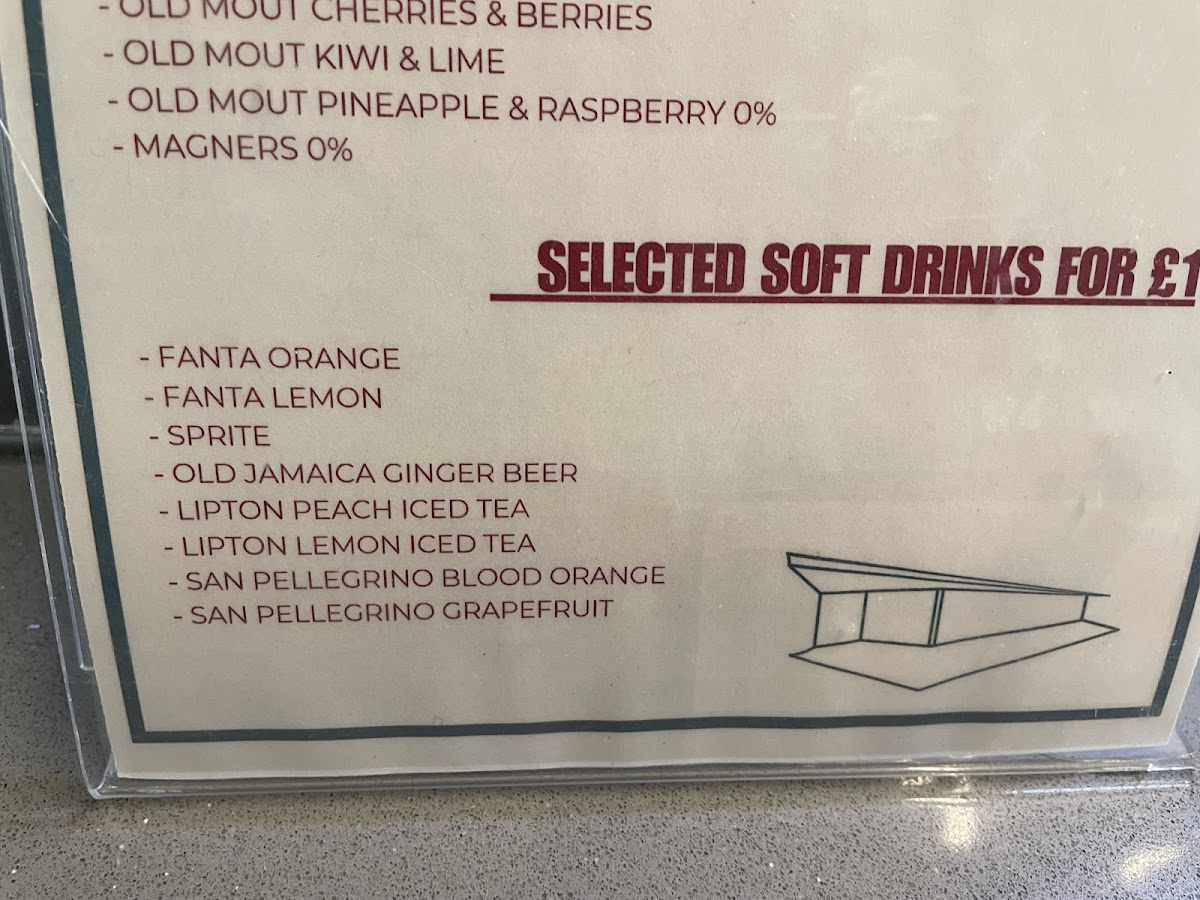 - OLD MOUT CHERRIES & BERRIES
- OLD MOUT KIWI & LIME
- OLD MOUT PINEAPPLE & RASPBERRY 0%
- MAGNERS 0%
SELECTED SOFT DRINKS FOR £1
- FANTA ORANGE
- FANTA LEMON
- SPRITE
- OLD JAMAICA GINGER BEER
- LIPTON PEACH ICED TEA
- LIPTON LEMON ICED TEA
- SAN PELLEGRINO BLOOD ORANGE
- SAN PELLEGRINO GRAPEFRUIT